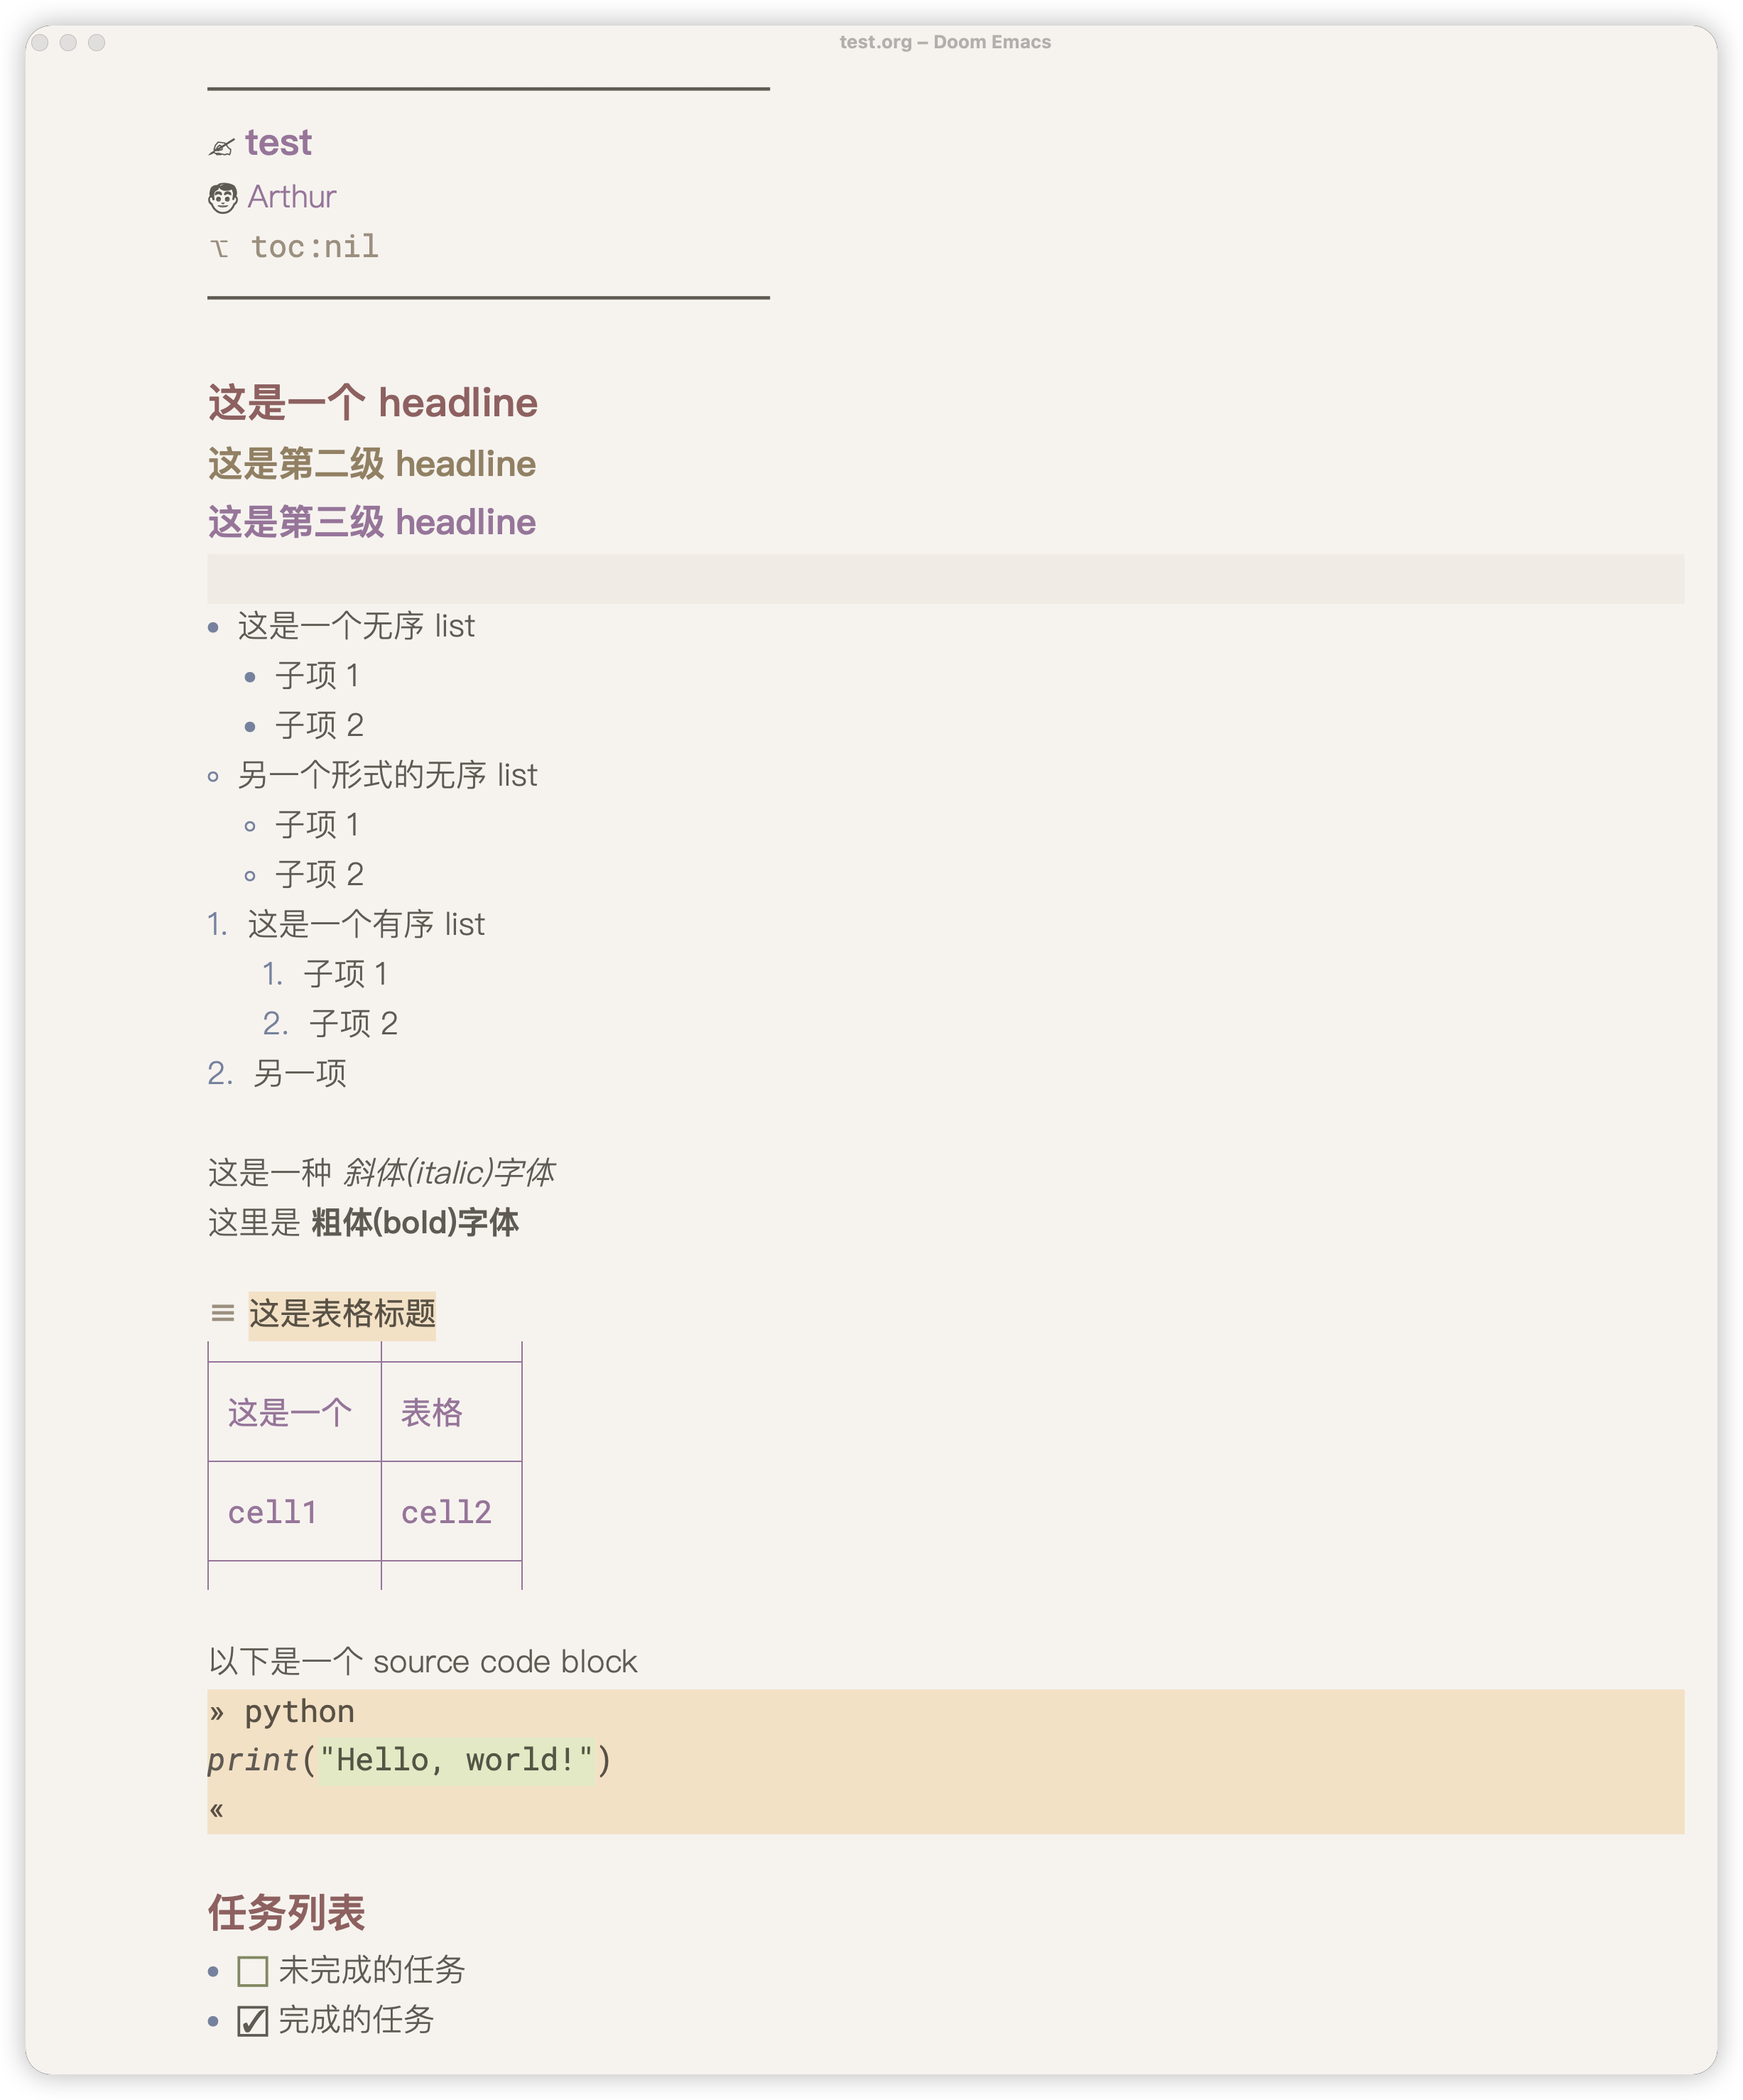 test.org – Doom Emacs
test
Arthur
⌥ toc:nil
这是一个 headline
这是第二级 headline
这是第三级 headline
• 这是一个无序 list
• 子项 1
• 子项 2
◦ 另一个形式的无序 list
◦ 子项 1
◦ 子项 2
1. 这是一个有序 list
1. 子项 1
2. 子项 2
2. 另一项
这是一种 斜体(italic)字体
这里是 粗体(bold)字体
≡ 这是表格标题
这是一个 表格
cell1 cell2
以下是一个 source code block
» python
print("Hello, world!")
«
任务列表
• ☐ 未完成的任务
• ☑ 完成的任务